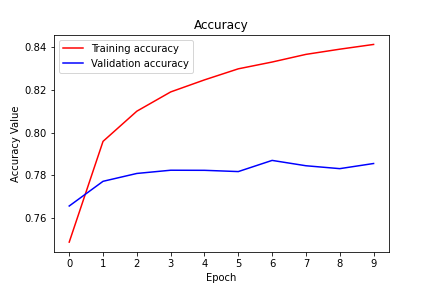 Accuracy
Training accuracy
Validation accuracy
0.84
0.82
0.80
0.78
0.76
Accuracy Value
0 1 2 3 4 5 6 7 8 9
Epoch